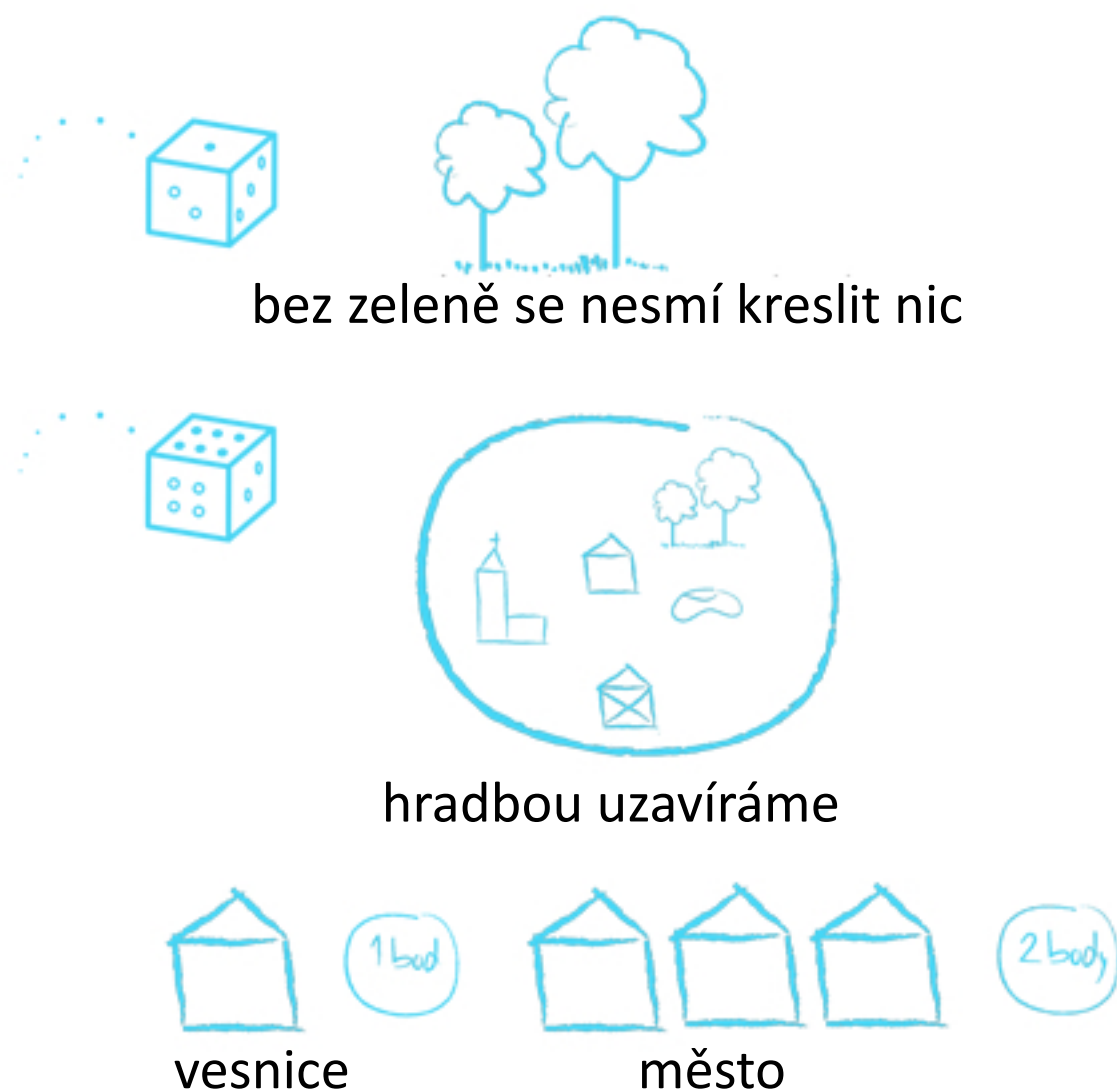 bez zeleně se nesmí kreslit nic
hradbou uzavíráme
1 bod
2 body
vesnice
město